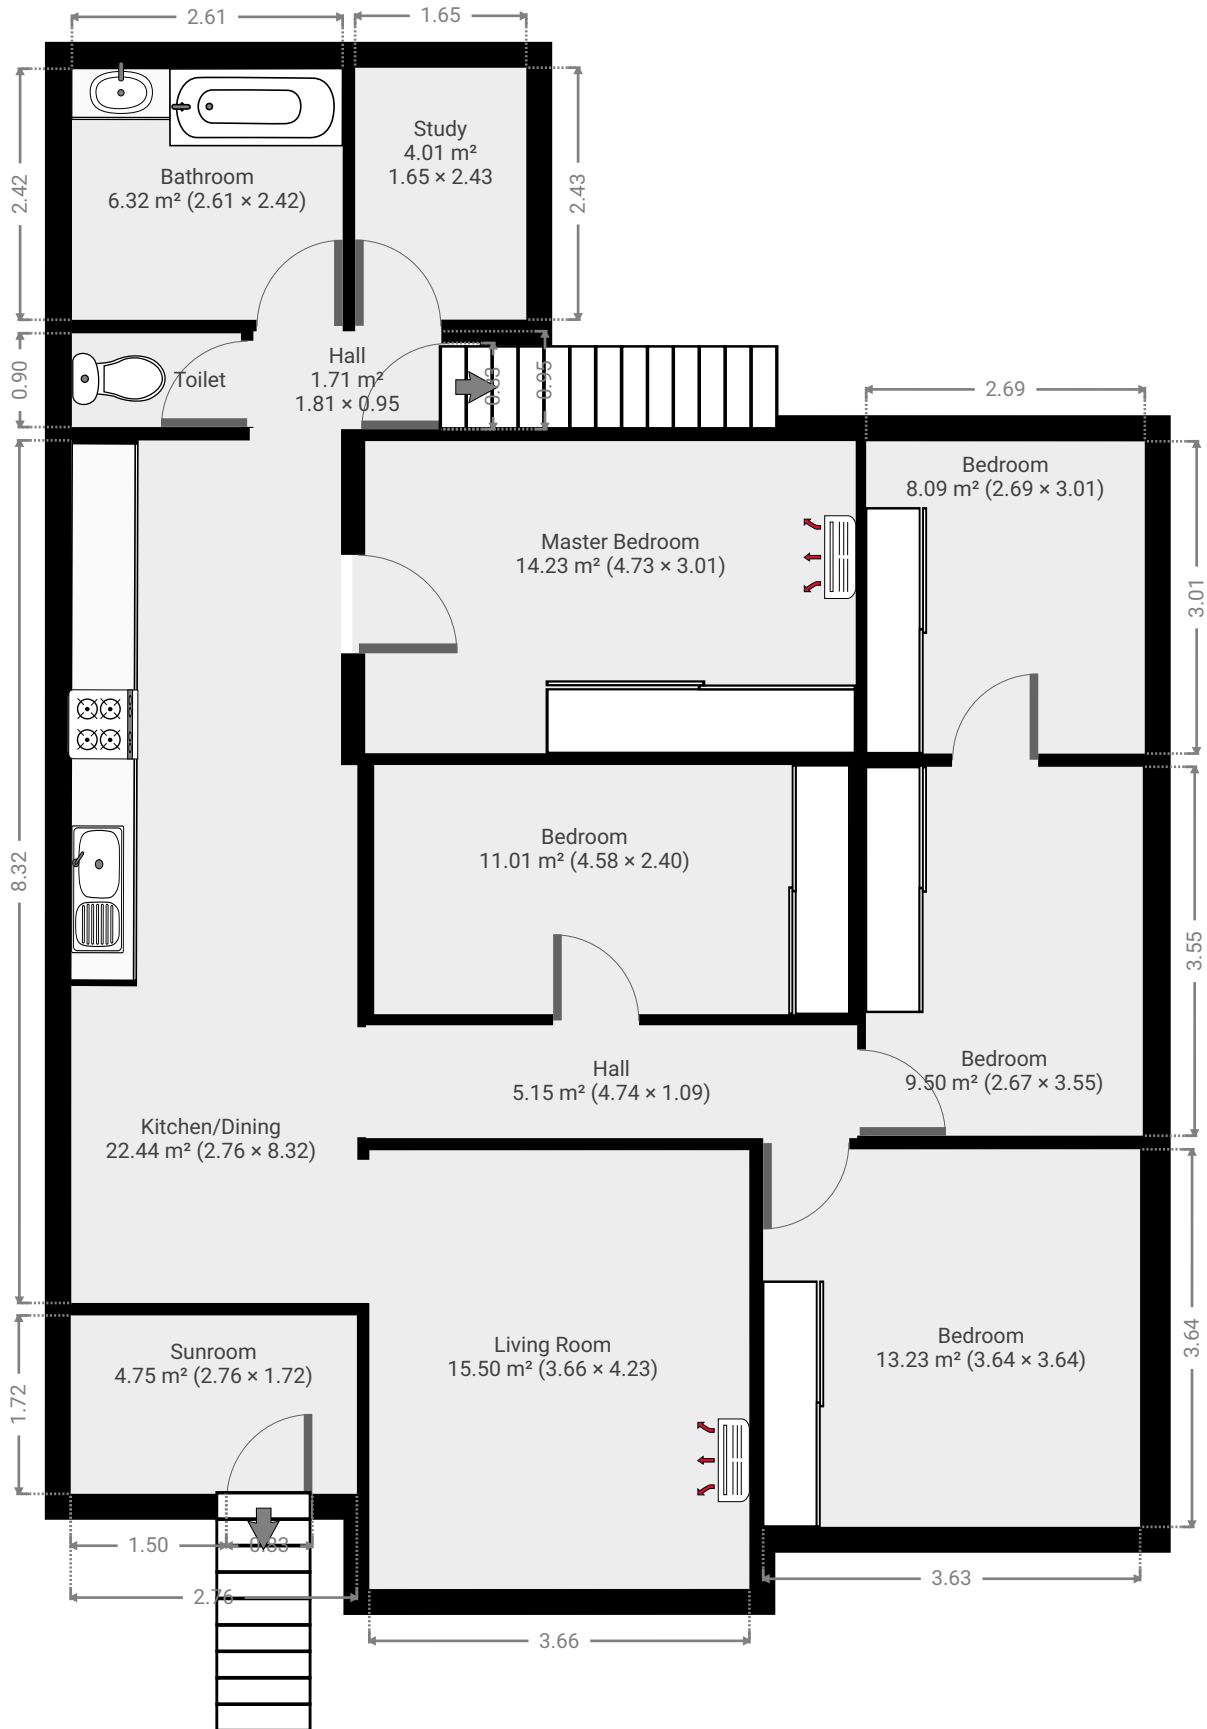 2.61
1.65
2.42
Bathroom
6.32 m² (2.61 × 2.42)
Study
4.01 m²
1.65 × 2.43
2.43
0.90
Toilet
Hall
1.71 m²
1.81 × 0.95
0.83
0.95
2.69
Bedroom
8.09 m² (2.69 × 3.01)
Master Bedroom
14.23 m² (4.73 × 3.01)
3.01
8.32
Bedroom
11.01 m² (4.58 × 2.40)
3.55
Hall
5.15 m² (4.74 × 1.09)
Bedroom
9.50 m² (2.67 × 3.55)
Kitchen/Dining
22.44 m² (2.76 × 8.32)
Sunroom
4.75 m² (2.76 × 1.72)
Living Room
15.50 m² (3.66 × 4.23)
Bedroom
13.23 m² (3.64 × 3.64)
3.64
1.72
1.50
0.83
2.76
3.63
3.66